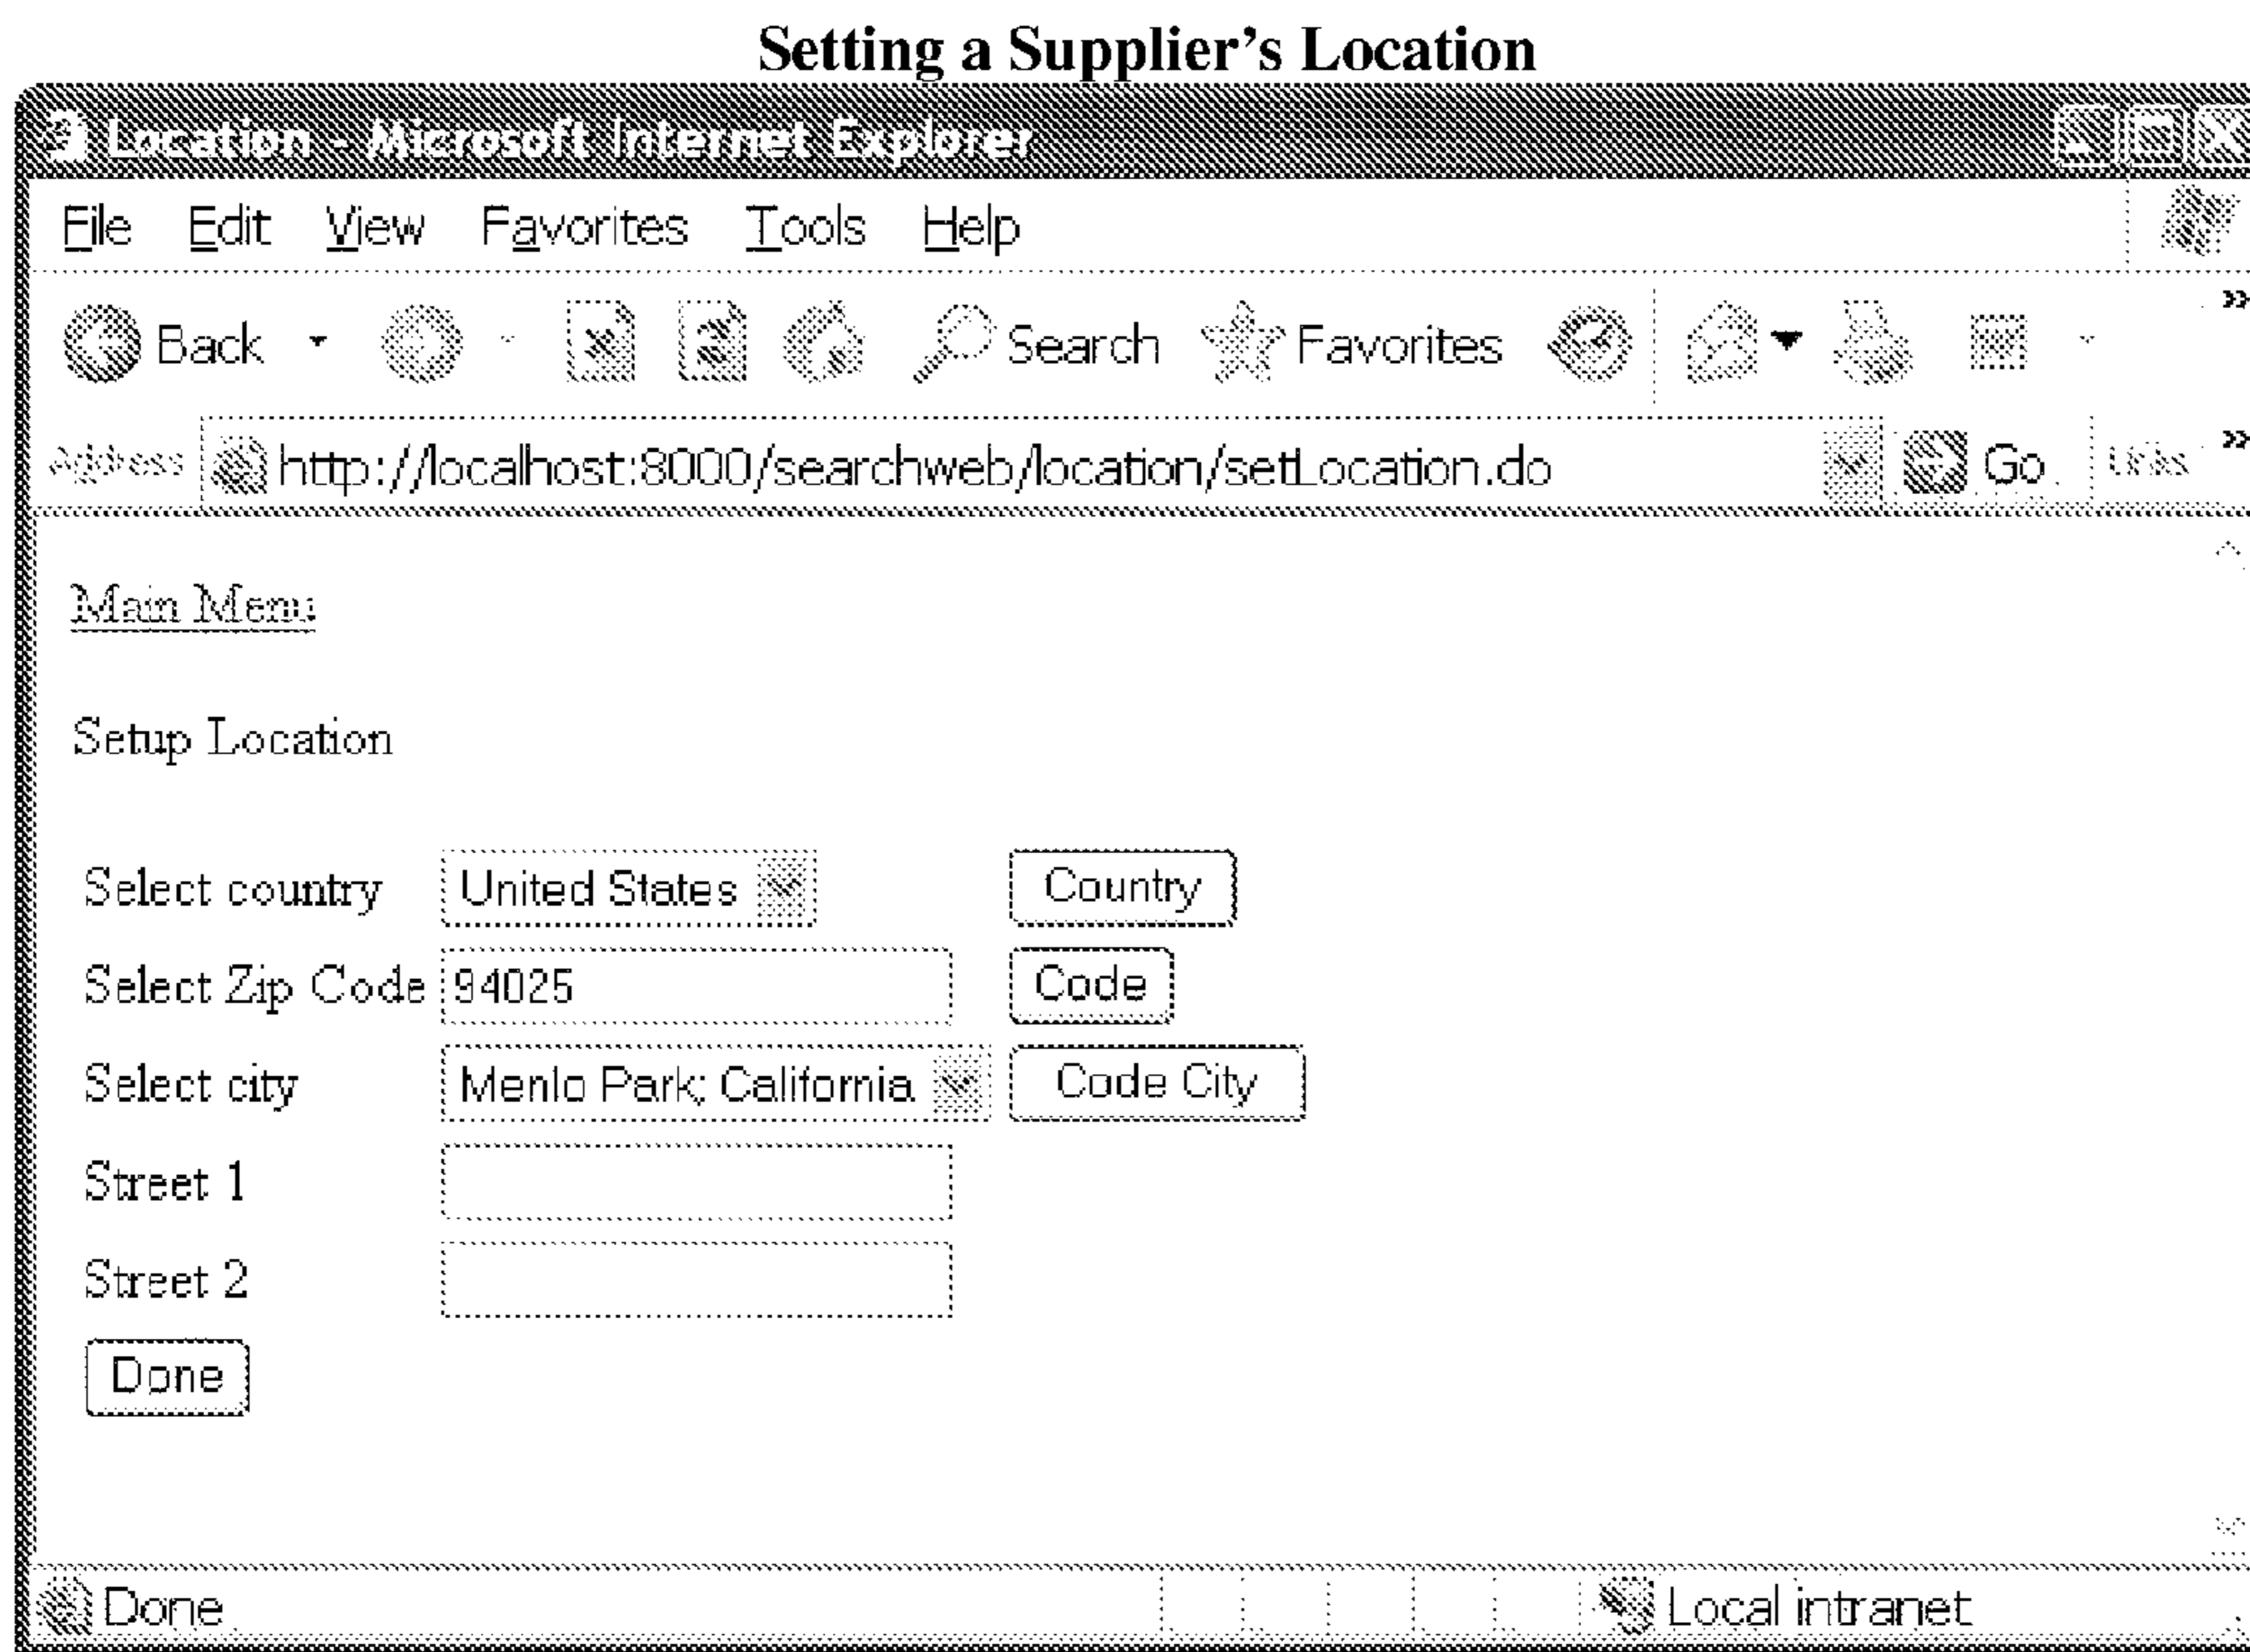 Setting a Supplier's Location
Location - Microsoft Internet Explorer
File Edit View Favorites Tools Help
Back Search Favorites »
Address http://localhost:8000/searchweb/location/setLocation.do Go Links »
Main Menu
Setup Location
Select country United States Country
Select Zip Code 94025 Code
Select city Menlo Park; California Code City
Street 1
Street 2
Done
Done Local intranet